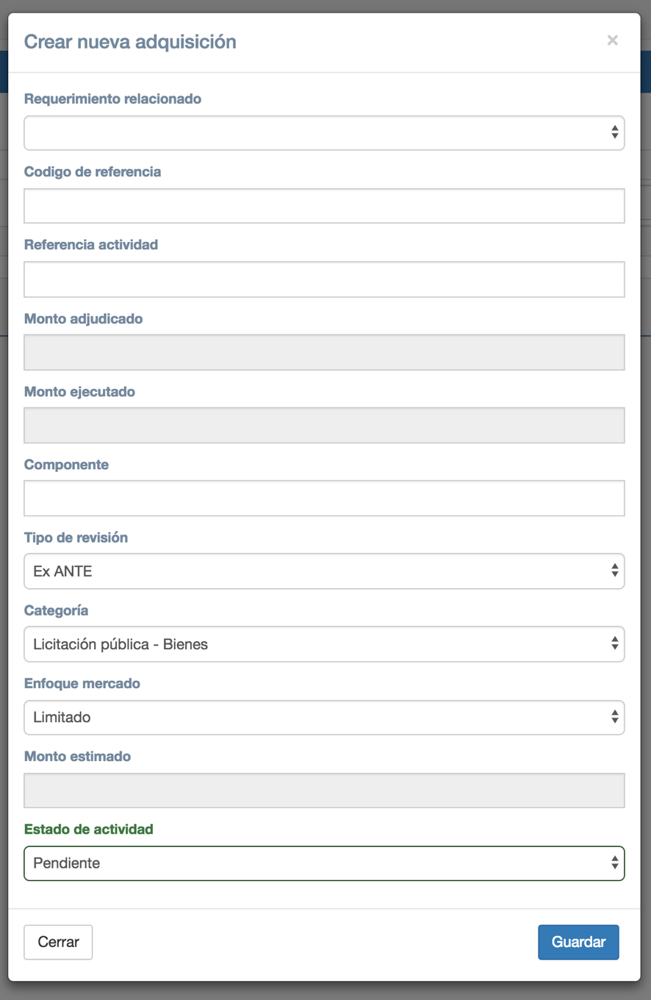 Crear nueva adquisición
×
Requerimiento relacionado
Codigo de referencia
Referencia actividad
Monto adjudicado
Monto ejecutado
Componente
Tipo de revisión
Ex ANTE
Categoría
Licitación pública - Bienes
Enfoque mercado
Limitado
Monto estimado
Estado de actividad
Pendiente
Cerrar
Guardar